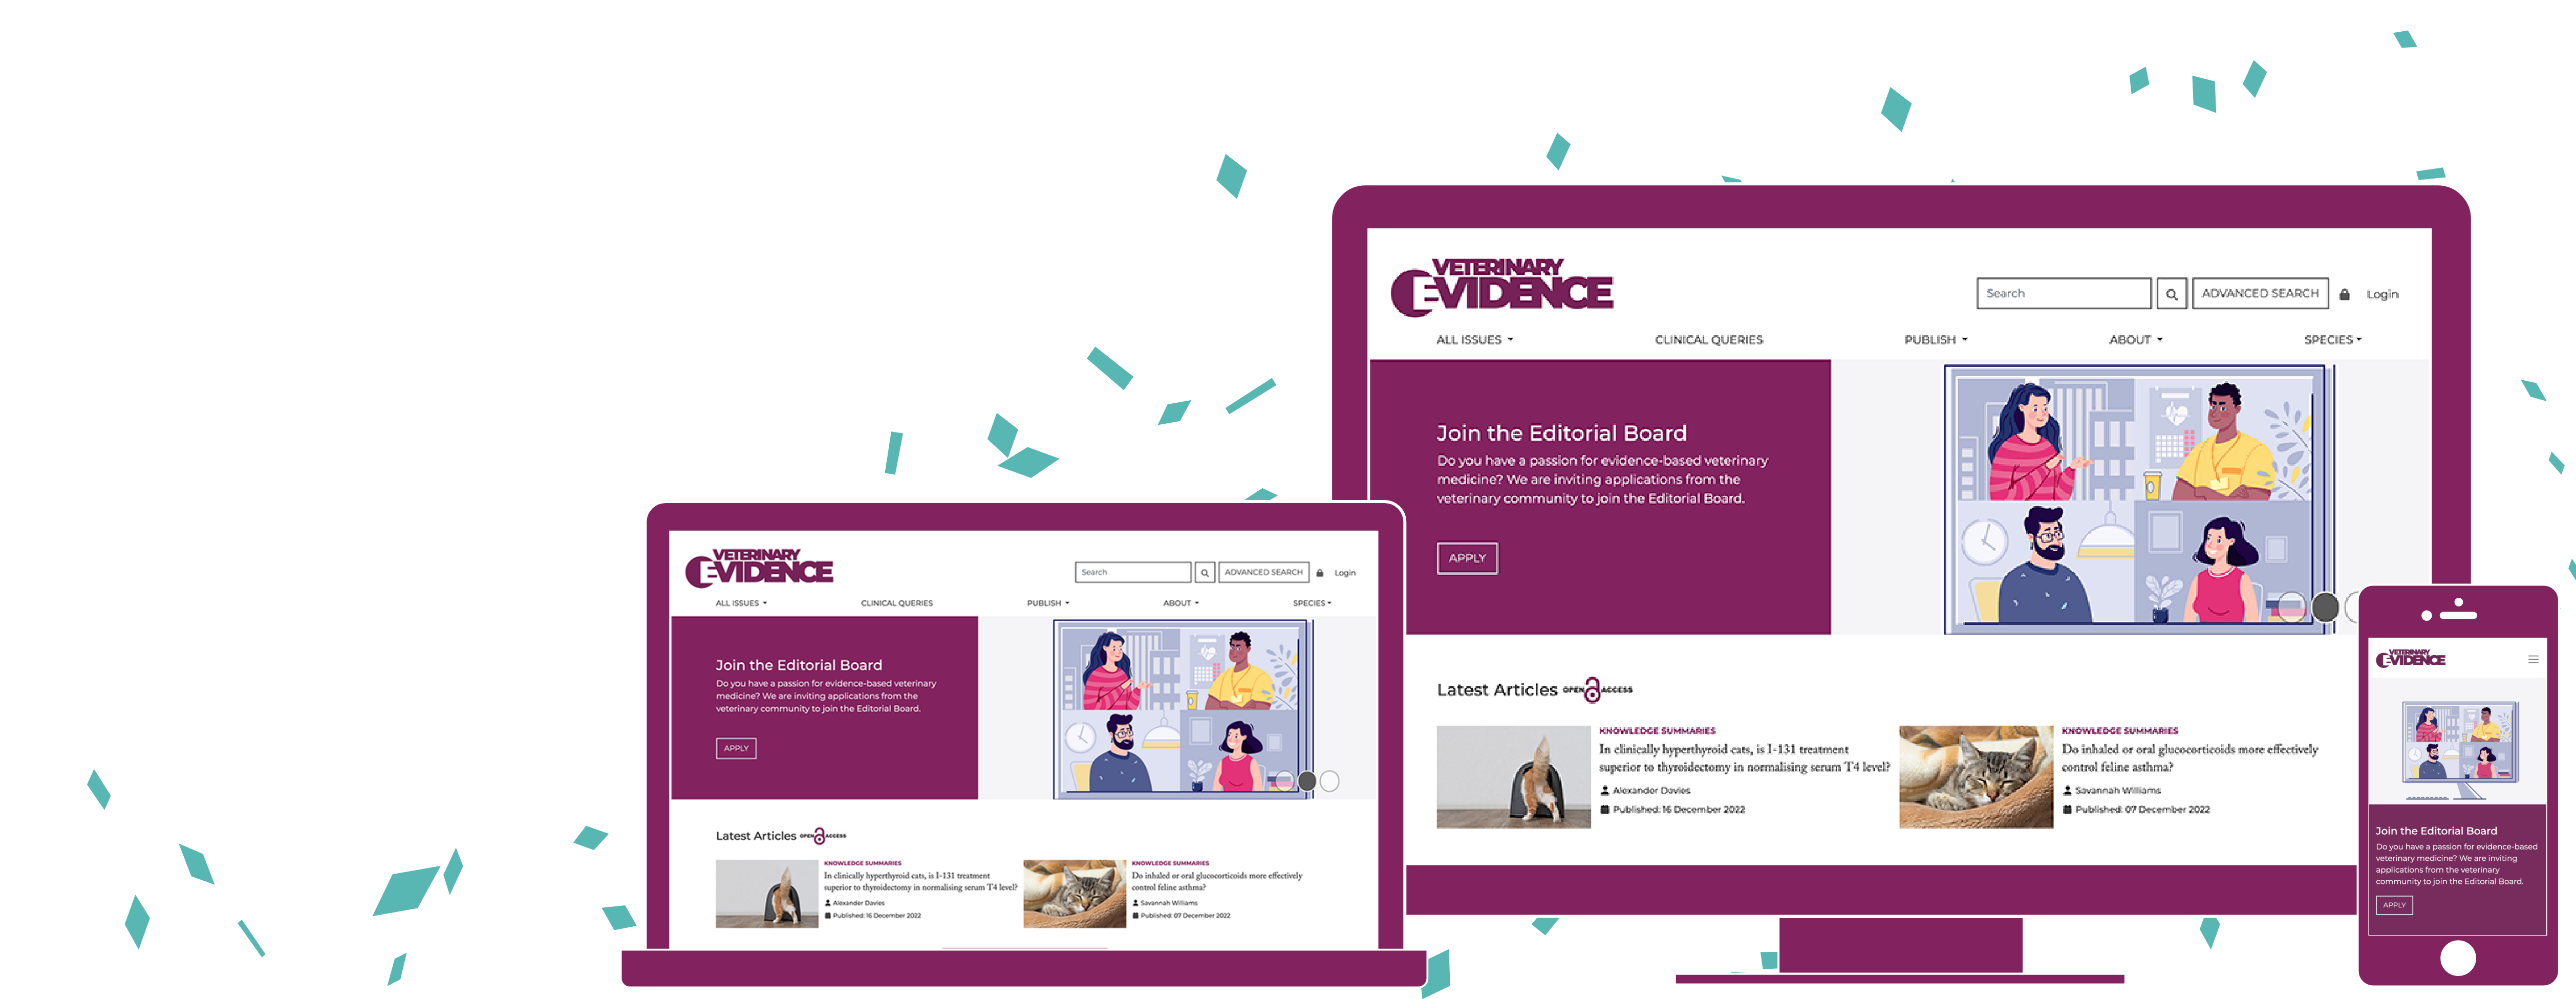 VETERINARY
EVIDENCE
Search
ADVANCED SEARCH
Login
ALL ISSUES
CLINICAL QUERIES
PUBLISH
ABOUT
SPECIES
Join the Editorial Board
Do you have a passion for evidence-based veterinary
medicine? We are inviting applications from the
veterinary community to join the Editorial Board.
APPLY
Latest Articles OPEN ACCESS
KNOWLEDGE SUMMARIES
In clinically hyperthyroid cats, is I-131 treatment
superior to thyroidectomy in normalising serum T4 level?
Alexander Davies
Published: 16 December 2022
KNOWLEDGE SUMMARIES
Do inhaled or oral glucocorticoids more effectively
control feline asthma?
Savannah Williams
Published: 07 December 2022
VETERINARY
EVIDENCE
Search
ADVANCED SEARCH
Login
ALL ISSUES
CLINICAL QUERIES
PUBLISH
ABOUT
SPECIES
Join the Editorial Board
Do you have a passion for evidence-based veterinary
medicine? We are inviting applications from the
veterinary community to join the Editorial Board.
APPLY
Latest Articles OPEN ACCESS
KNOWLEDGE SUMMARIES
In clinically hyperthyroid cats, is I-131 treatment
superior to thyroidectomy in normalising serum T4 level?
Alexander Davies
Published: 16 December 2022
KNOWLEDGE SUMMARIES
Do inhaled or oral glucocorticoids more effectively
control feline asthma?
Savannah Williams
Published: 07 December 2022
VETERINARY
EVIDENCE
Join the Editorial Board
Do you have a passion for evidence-based
veterinary medicine? We are inviting
applications from the veterinary
community to join the Editorial Board.
APPLY